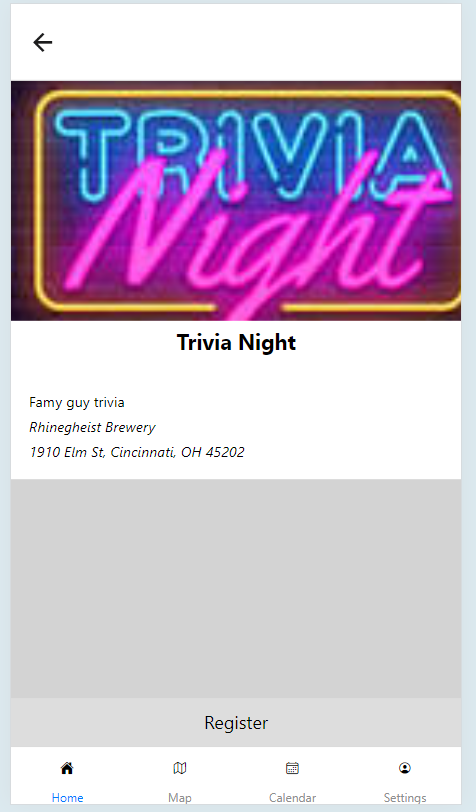 TRIVIA
Night
Trivia Night
Famy guy trivia
Rhinegheist Brewery
1910 Elm St, Cincinnati, OH 45202
Register
Home
Map
Calendar
Settings